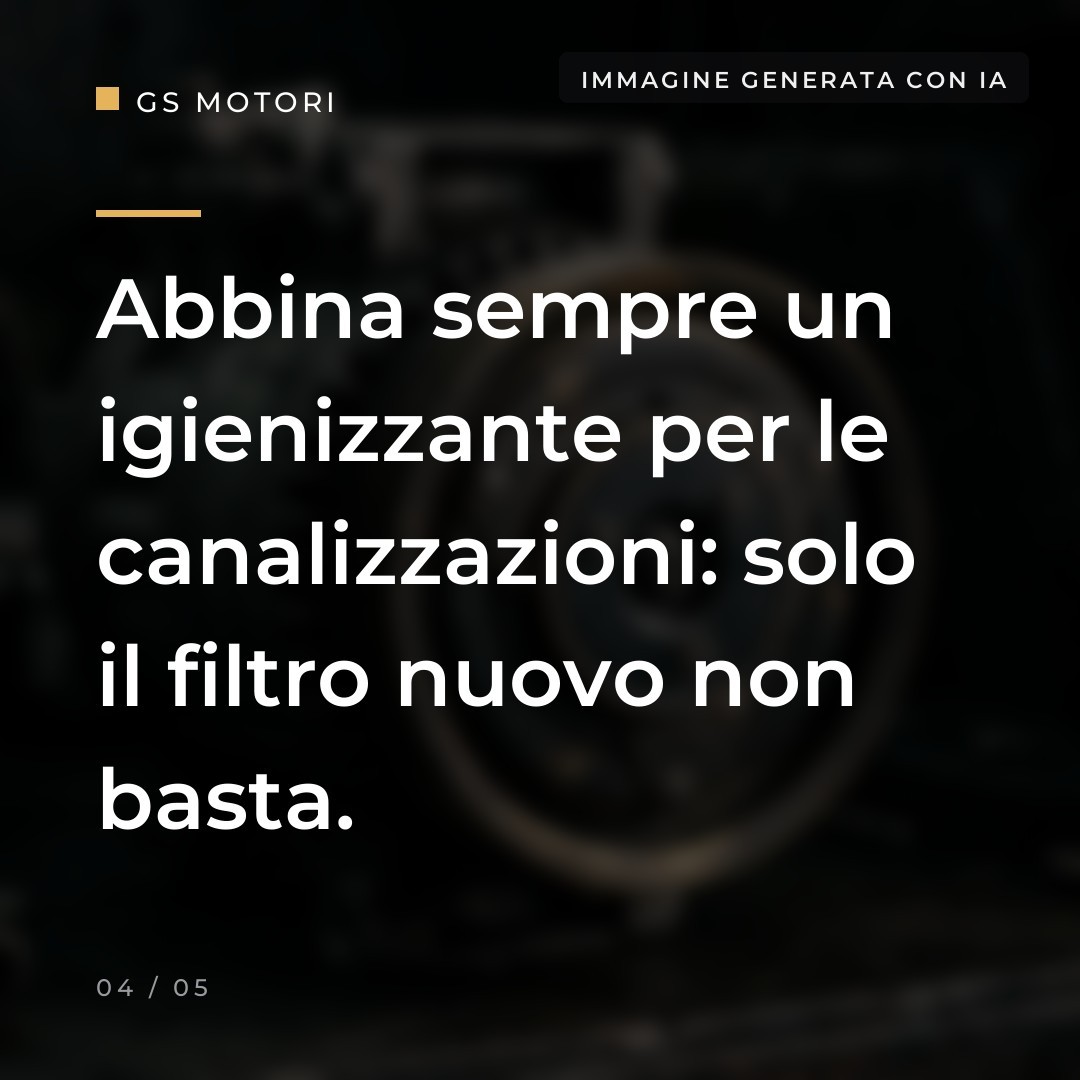 GS MOTORI
IMMAGINE GENERATA CON IA
Abbina sempre un
igienizzante per le
canalizzazioni: solo
il filtro nuovo non
basta.
04 / 05